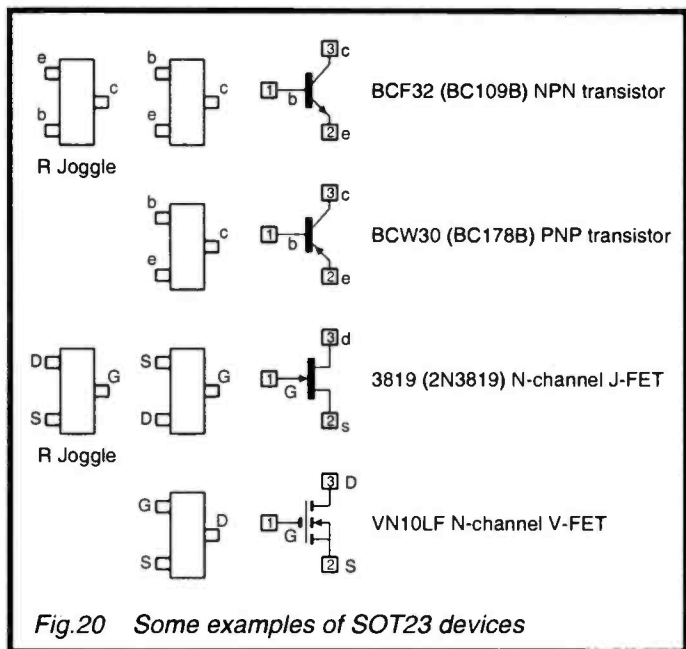 e
b
c
R Joggle
b
e
c
1
b
3 c
2 e
BCF32 (BC109B) NPN transistor
b
e
c
1
b
3 c
2 e
BCW30 (BC178B) PNP transistor
D
S
G
R Joggle
S
D
G
1
G
3 d
2 s
3819 (2N3819) N-channel J-FET
G
S
D
1
G
3 D
2 S
VN10LF N-channel V-FET
Fig.20 Some examples of SOT23 devices